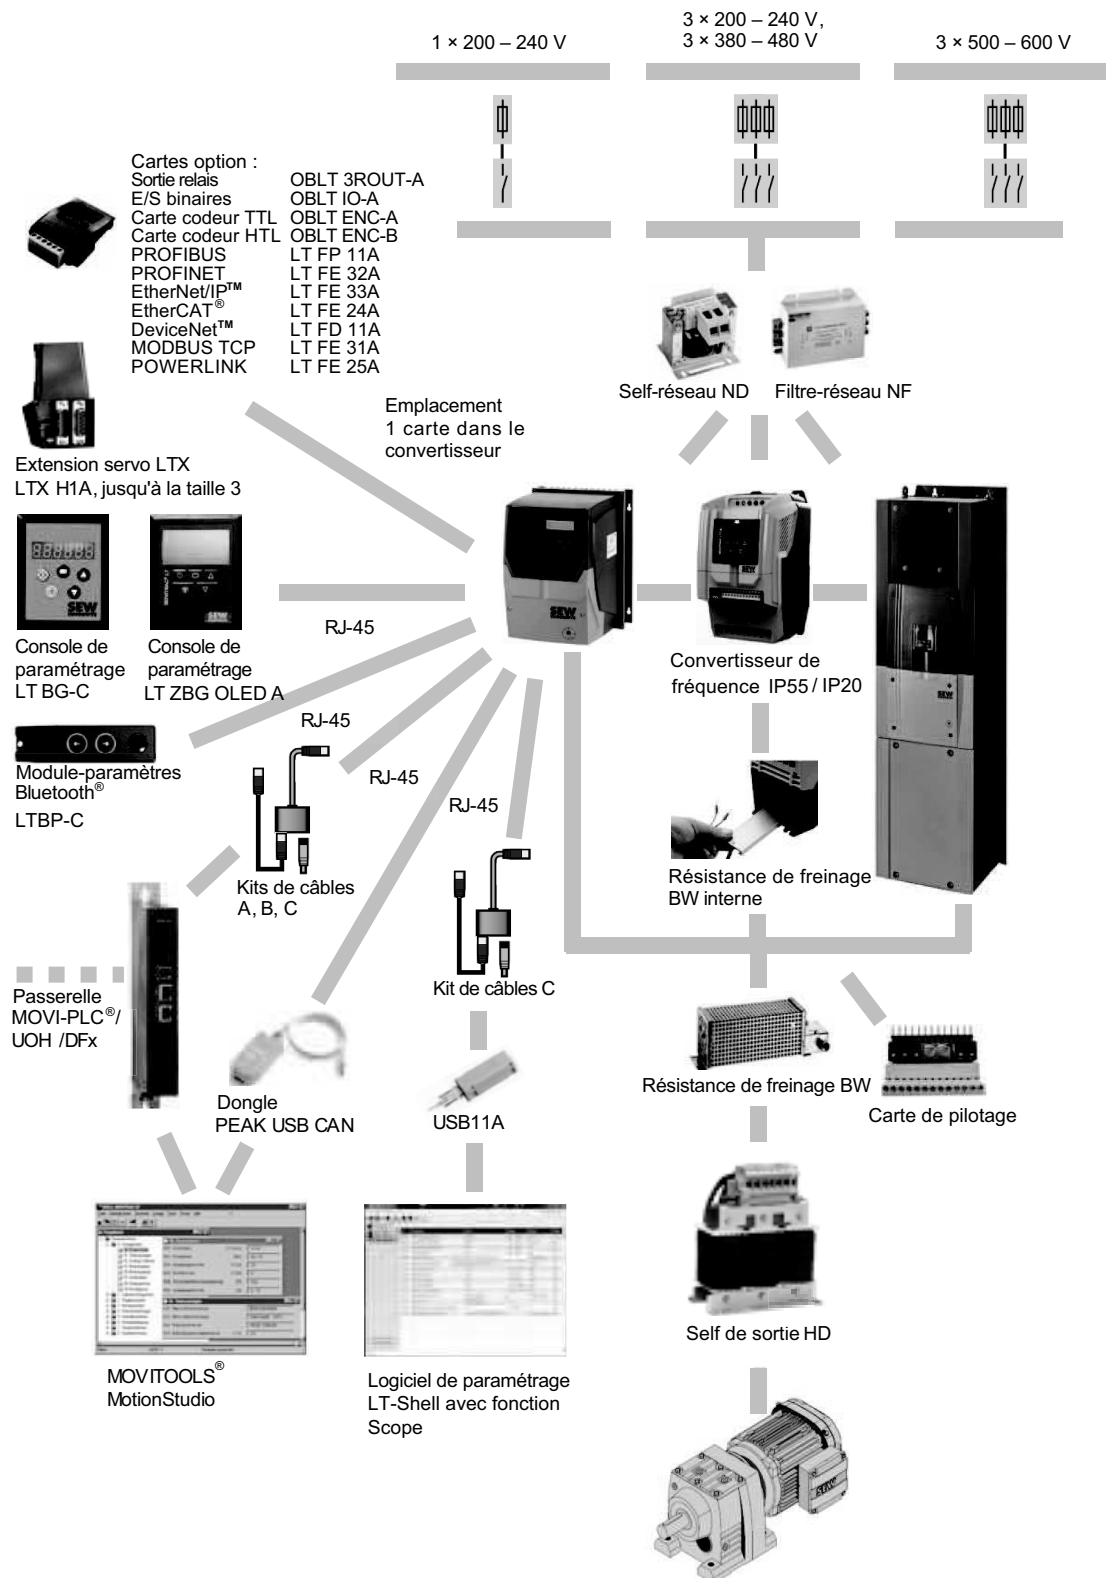 1 × 200 – 240 V
3 × 200 – 240 V,
3 × 380 – 480 V
3 × 500 – 600 V
Cartes option :
Sortie relais OBLT 3ROUT-A
E/S binaires OBLT IO-A
Carte codeur TTL OBLT ENC-A
Carte codeur HTL OBLT ENC-B
PROFIBUS LT FP 11A
PROFINET LT FE 32A
EtherNet/IP™ LT FE 33A
EtherCAT® LT FE 24A
DeviceNet™ LT FD 11A
MODBUS TCP LT FE 31A
POWERLINK LT FE 25A
Self-réseau ND
Filtre-réseau NF
Emplacement
1 carte dans le
convertisseur
Extension servo LTX
LTX H1A, jusqu'à la taille 3
SEW
SEW
SEW
SEW
RJ-45
Console de
paramétrage
LT BG-C
Console de
paramétrage
LT ZBG OLED A
Convertisseur de
fréquence IP55 / IP20
RJ-45
Module-paramètres
Bluetooth®
LTBP-C
RJ-45
RJ-45
Kits de câbles
A, B, C
Résistance de freinage
BW interne
Kit de câbles C
Passerelle
MOVI-PLC®/
UOH /DFx
Résistance de freinage BW
Carte de pilotage
Dongle
PEAK USB CAN
USB11A
Self de sortie HD
MOVITOOLS®
MotionStudio
Logiciel de paramétrage
LT-Shell avec fonction
Scope
SEW